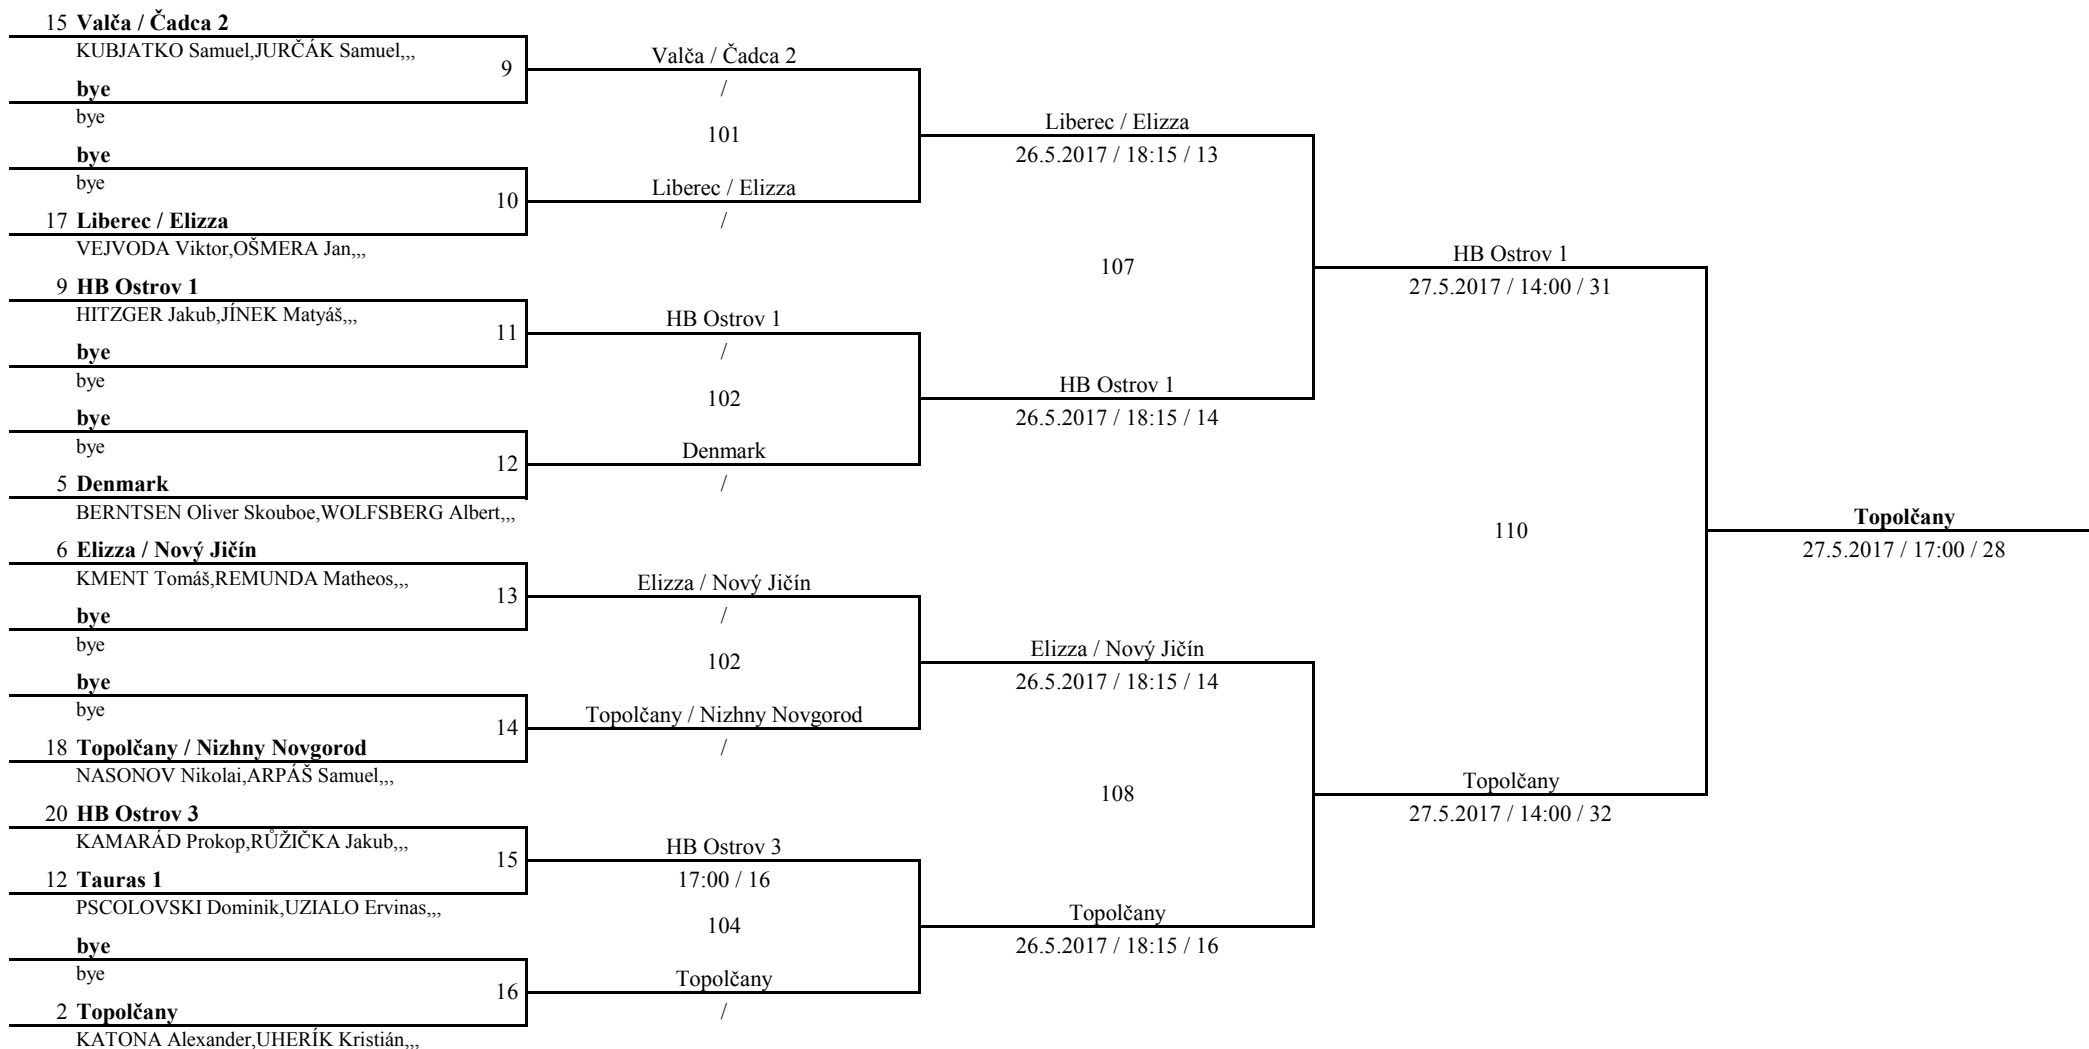 15 Valča / Čadca 2
KUBJATKO Samuel,JURČÁK Samuel,,,
9
Valča / Čadca 2
bye
/
bye
Liberec / Elizza
101
bye
26.5.2017 / 18:15 / 13
bye
Liberec / Elizza
10
17 Liberec / Elizza
/
VEJVODA Viktor,OŠMERA Jan,,,
HB Ostrov 1
107
9 HB Ostrov 1
27.5.2017 / 14:00 / 31
HITZGER Jakub,JÍNEK Matyáš,,,
11
HB Ostrov 1
bye
/
bye
HB Ostrov 1
102
bye
26.5.2017 / 18:15 / 14
bye
Denmark
12
5 Denmark
/
BERNTSEN Oliver Skouboe,WOLFSBERG Albert,,,
Topolčany
110
6 Elizza / Nový Jičín
27.5.2017 / 17:00 / 28
KMENT Tomáš,REMUNDA Matheos,,,
13
Elizza / Nový Jičín
bye
/
bye
Elizza / Nový Jičín
102
bye
26.5.2017 / 18:15 / 14
bye
Topolčany / Nizhny Novgorod
14
18 Topolčany / Nizhny Novgorod
/
NASONOV Nikolai,ARPÁŠ Samuel,,,
Topolčany
108
20 HB Ostrov 3
27.5.2017 / 14:00 / 32
KAMARÁD Prokop,RŮŽIČKA Jakub,,,
15
HB Ostrov 3
12 Tauras 1
17:00 / 16
PSCOLOVSKI Dominik,UZIALO Ervinas,,,
Topolčany
104
bye
26.5.2017 / 18:15 / 16
bye
Topolčany
16
2 Topolčany
/
KATONA Alexander,UHERÍK Kristián,,,